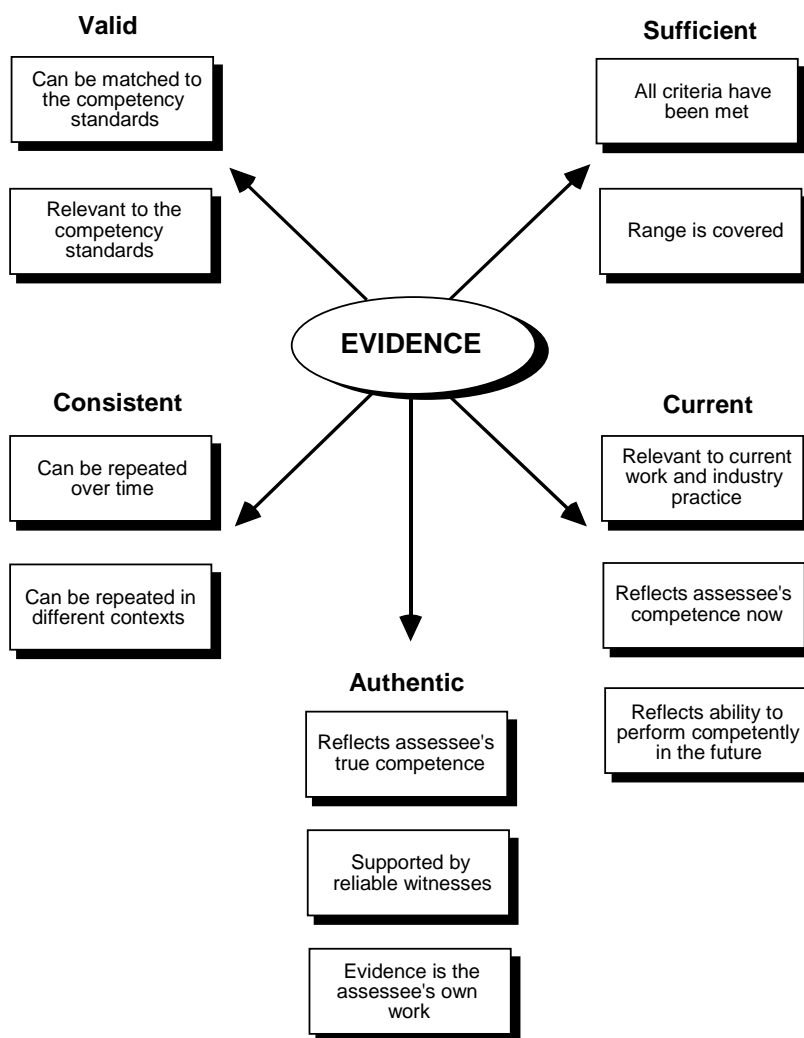 Valid
Can be matched to
the competency
standards
Relevant to the
competency
standards
Sufficient
All criteria have
been met
Range is covered
EVIDENCE
Consistent
Can be repeated
over time
Can be repeated in
different contexts
Current
Relevant to current
work and industry
practice
Reflects assessee's
competence now
Reflects ability to
perform competently
in the future
Authentic
Reflects assessee's
true competence
Supported by
reliable witnesses
Evidence is the
assessee's own
work